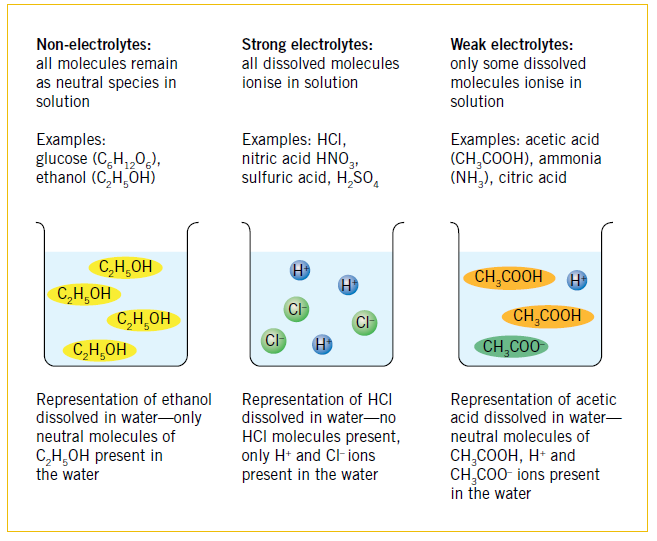 Non-electrolytes:
all molecules remain
as neutral species in
solution
Examples:
glucose (C₆H₁₂O₆),
ethanol (C₂H₅OH)
C₂H₅OH
C₂H₅OH
C₂H₅OH
C₂H₅OH
Representation of ethanol
dissolved in water—only
neutral molecules of
C₂H₅OH present in
the water
Strong electrolytes:
all dissolved molecules
ionise in solution
Examples: HCl,
nitric acid HNO₃,
sulfuric acid, H₂SO₄
H⁺
H⁺
Cl⁻
Cl⁻
Cl⁻
H⁺
Representation of HCl
dissolved in water—no
HCl molecules present,
only H⁺ and Cl⁻ ions
present in the water
Weak electrolytes:
only some dissolved
molecules ionise in
solution
Examples: acetic acid
(CH₃COOH), ammonia
(NH₃), citric acid
CH₃COOH
H⁺
CH₃COOH
CH₃COO⁻
Representation of acetic
acid dissolved in water—
neutral molecules of
CH₃COOH, H⁺ and
CH₃COO⁻ ions present
in the water